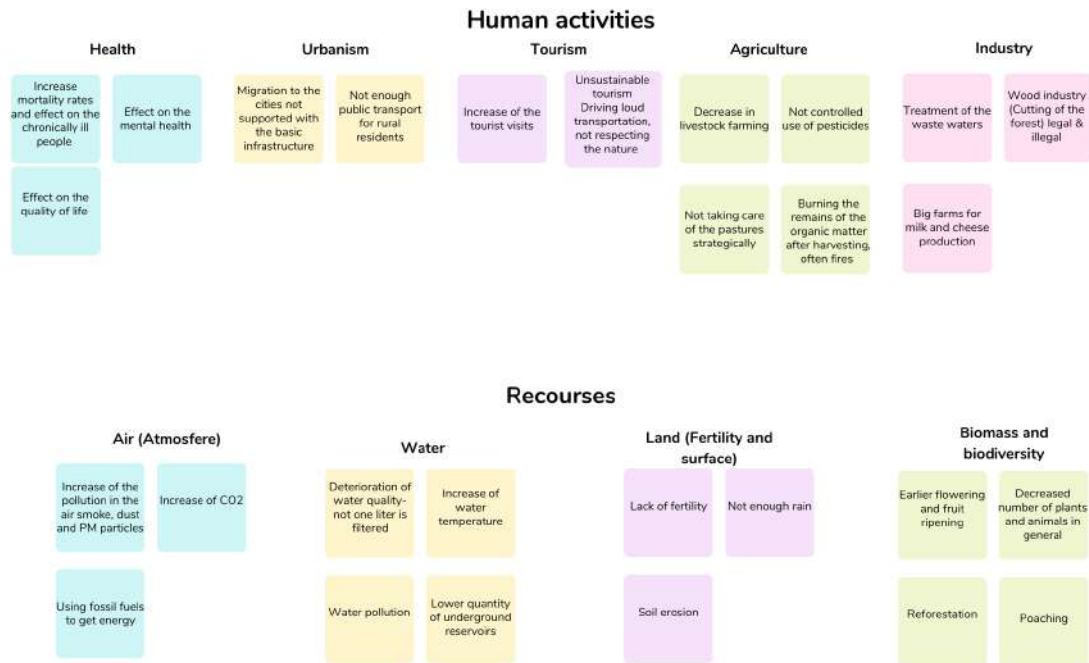 Human activities
Health
Urbanism
Tourism
Agriculture
Industry
Increase
mortality rates
and effect on the
chronically ill
people
Effect on the
mental health
Effect on the
quality of life
Migration to the
cities not
supported with
the basic
infrastructure
Not enough
public transport
for rural
residents
Increase of the
tourist visits
Unsustainable
tourism
Driving loud
transportation,
not respecting
the nature
Decrease in
livestock farming
Not controlled
use of pesticides
Not taking care
of the pastures
strategically
Burning the
remains of the
organic matter
after harvesting,
often fires
Treatment of the
waste waters
Wood industry
(Cutting of the
forest) legal &
illegal
Big farms for
milk and cheese
production
Recourses
Air (Atmosfere)
Water
Land (Fertility and
surface)
Biomass and
biodiversity
Increase of the
pollution in the
air smoke, dust
and PM particles
Increase of CO2
Using fossil fuels
to get energy
Deterioration of
water quality-
not one liter is
filtered
Increase of
water
temperature
Water pollution
Lower quantity
of underground
reservoirs
Lack of fertility
Not enough rain
Soil erosion
Earlier flowering
and fruit
ripening
Decreased
number of plants
and animals in
general
Reforestation
Poaching